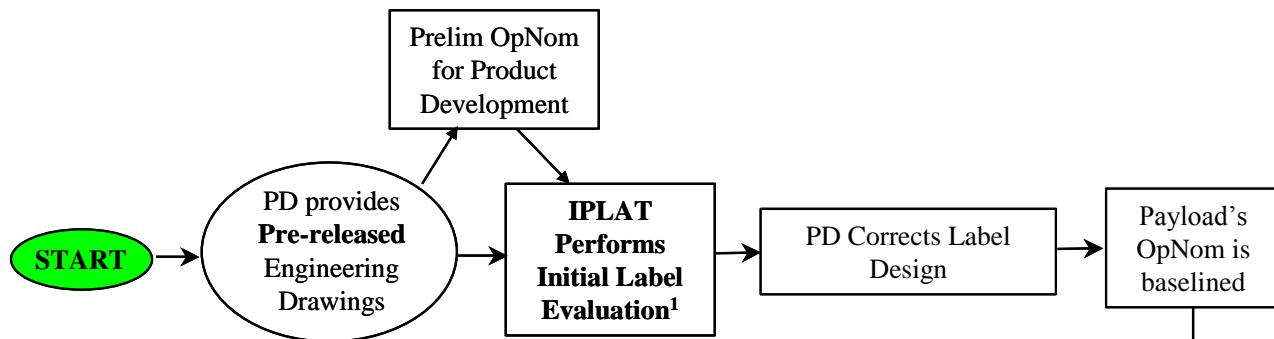 Prelim OpNom
for Product
Development
START
PD provides
Pre-released
Engineering
Drawings
IPLAT
Performs
Initial Label
Evaluation¹
PD Corrects Label
Design
Payload’s
OpNom is
baselined